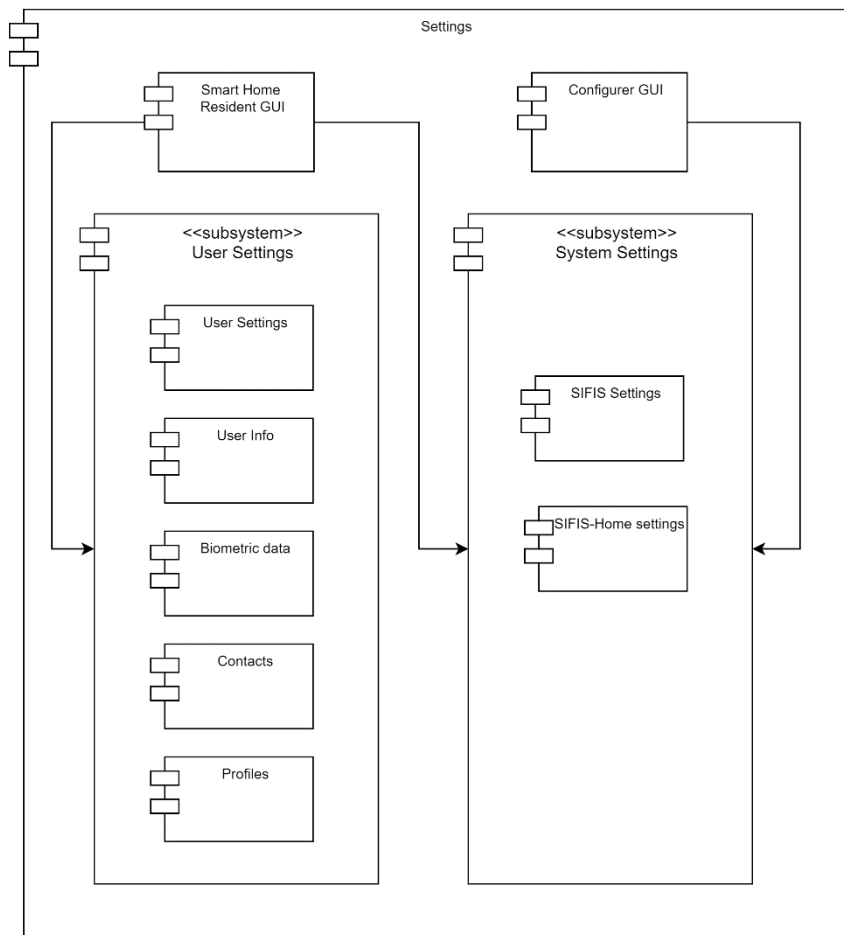 Settings
Smart Home
Resident GUI
Configurer GUI
<<subsystem>>
User Settings
User Settings
User Info
Biometric data
Contacts
Profiles
<<subsystem>>
System Settings
SIFIS Settings
SIFIS-Home settings